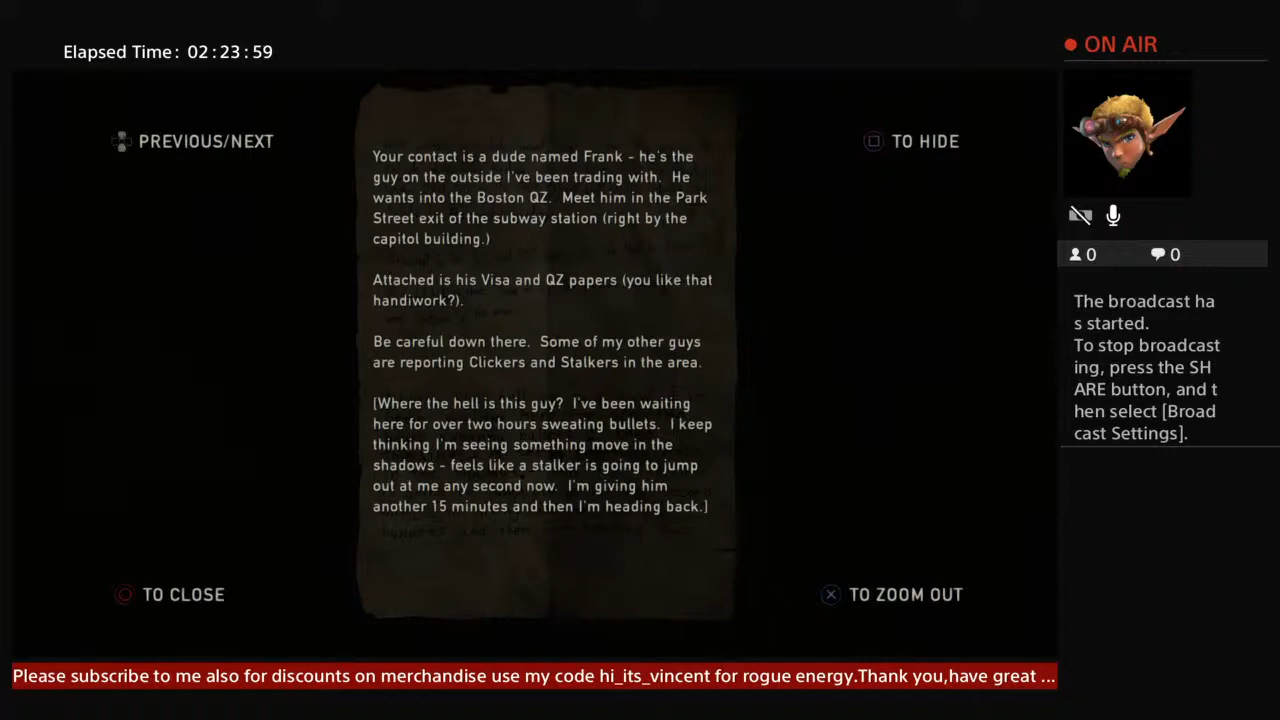 Elapsed Time: 02:23:59
ON AIR
PREVIOUS/NEXT
TO HIDE
Your contact is a dude named Frank - he's the
guy on the outside I've been trading with. He
wants into the Boston QZ. Meet him in the Park
Street exit of the subway station (right by the
capitol building.)
Attached is his Visa and QZ papers (you like that
handiwork?).
Be careful down there. Some of my other guys
are reporting Clickers and Stalkers in the area.
[Where the hell is this guy? I've been waiting
here for over two hours sweating bullets. I keep
thinking I'm seeing something move in the
shadows - feels like a stalker is going to jump
out at me any second now. I'm giving him
another 15 minutes and then I'm heading back.]
TO CLOSE
TO ZOOM OUT
0
0
The broadcast ha
s started.
To stop broadcast
ing, press the SH
ARE button, and t
hen select [Broad
cast Settings].
Please subscribe to me also for discounts on merchandise use my code hi_its_vincent for rogue energy.Thank you,have great ...